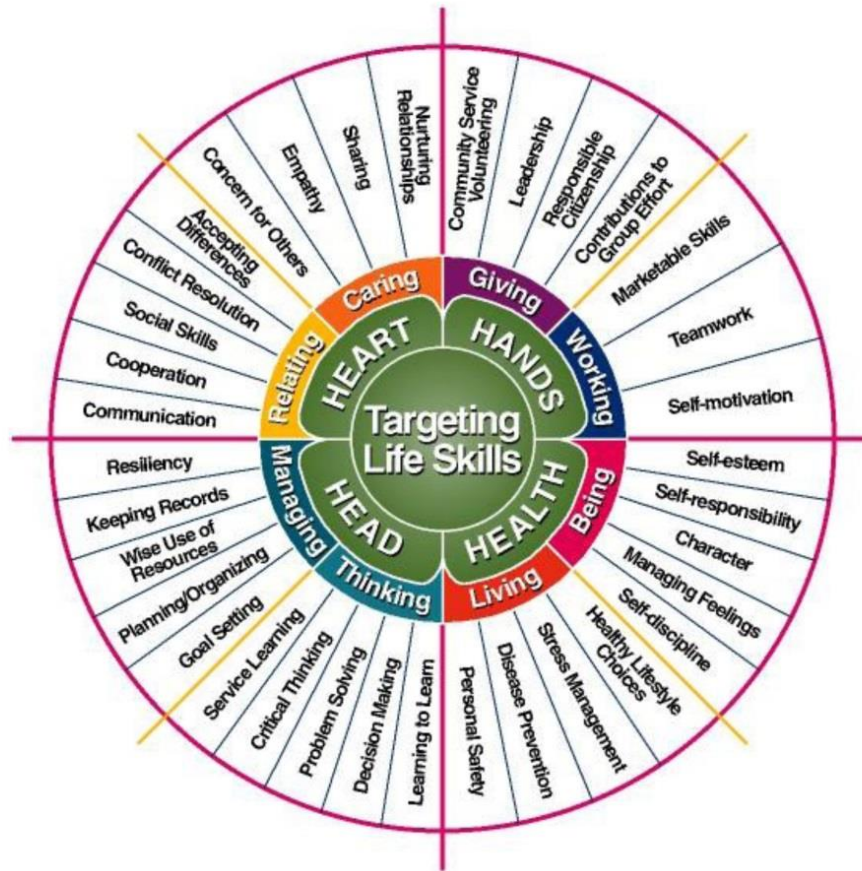 Targeting
Life Skills
HEART
HANDS
HEALTH
HEAD
Caring
Giving
Working
Being
Living
Thinking
Managing
Relating
Nurturing
Relationships
Sharing
Empathy
Concern for Others
Accepting
Differences
Conflict Resolution
Social Skills
Cooperation
Communication
Community Service
Volunteering
Leadership
Responsible
Citizenship
Contributions to
Group Effort
Marketable Skills
Teamwork
Self-motivation
Self-esteem
Self-responsibility
Character
Managing Feelings
Self-discipline
Healthy Lifestyle
Choices
Stress Management
Disease Prevention
Personal Safety
Learning to Learn
Decision Making
Problem Solving
Critical Thinking
Service Learning
Goal Setting
Planning/Organizing
Wise Use of
Resources
Keeping Records
Resiliency